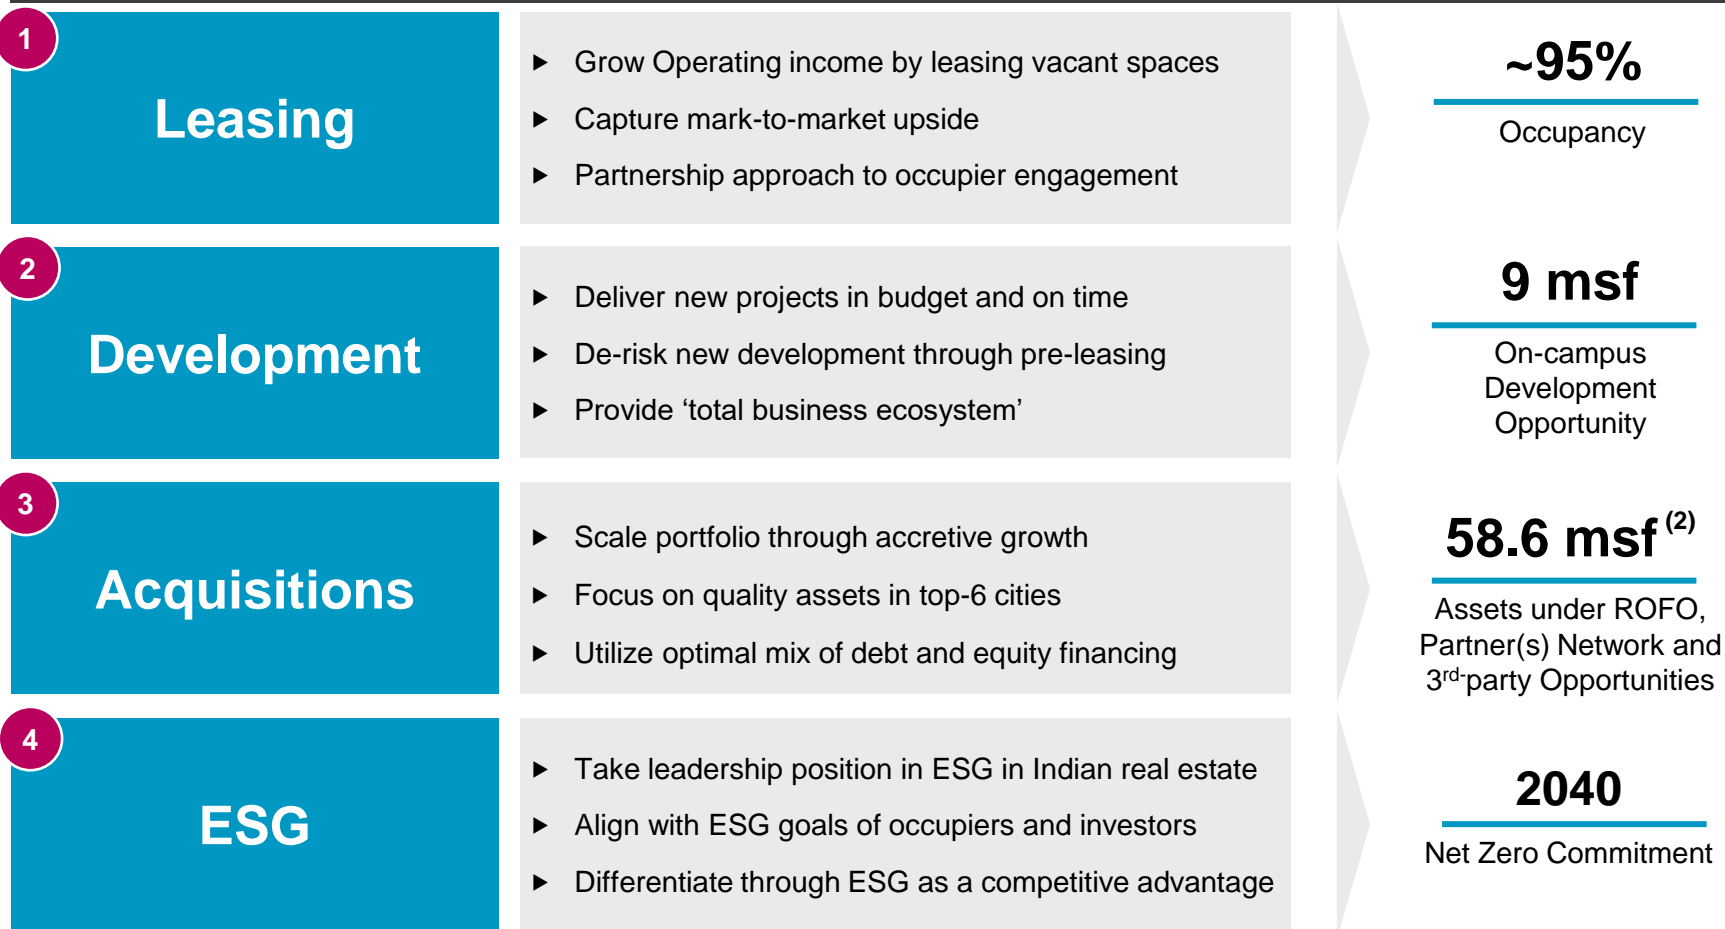 1
Leasing
► Grow Operating income by leasing vacant spaces
► Capture mark-to-market upside
► Partnership approach to occupier engagement
~95%
Occupancy
2
Development
► Deliver new projects in budget and on time
► De-risk new development through pre-leasing
► Provide ‘total business ecosystem’
9 msf
On-campus
Development
Opportunity
3
Acquisitions
► Scale portfolio through accretive growth
► Focus on quality assets in top-6 cities
► Utilize optimal mix of debt and equity financing
58.6 msf (2)
Assets under ROFO,
Partner(s) Network and
3rd-party Opportunities
4
ESG
► Take leadership position in ESG in Indian real estate
► Align with ESG goals of occupiers and investors
► Differentiate through ESG as a competitive advantage
2040
Net Zero Commitment